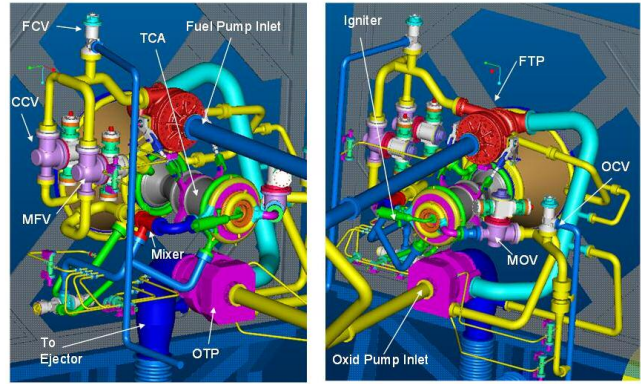 FCV
TCA
Fuel Pump Inlet
CCV
MFV
Mixer
To
Ejector
OTP
Igniter
FTP
OCV
MOV
Oxid Pump Inlet